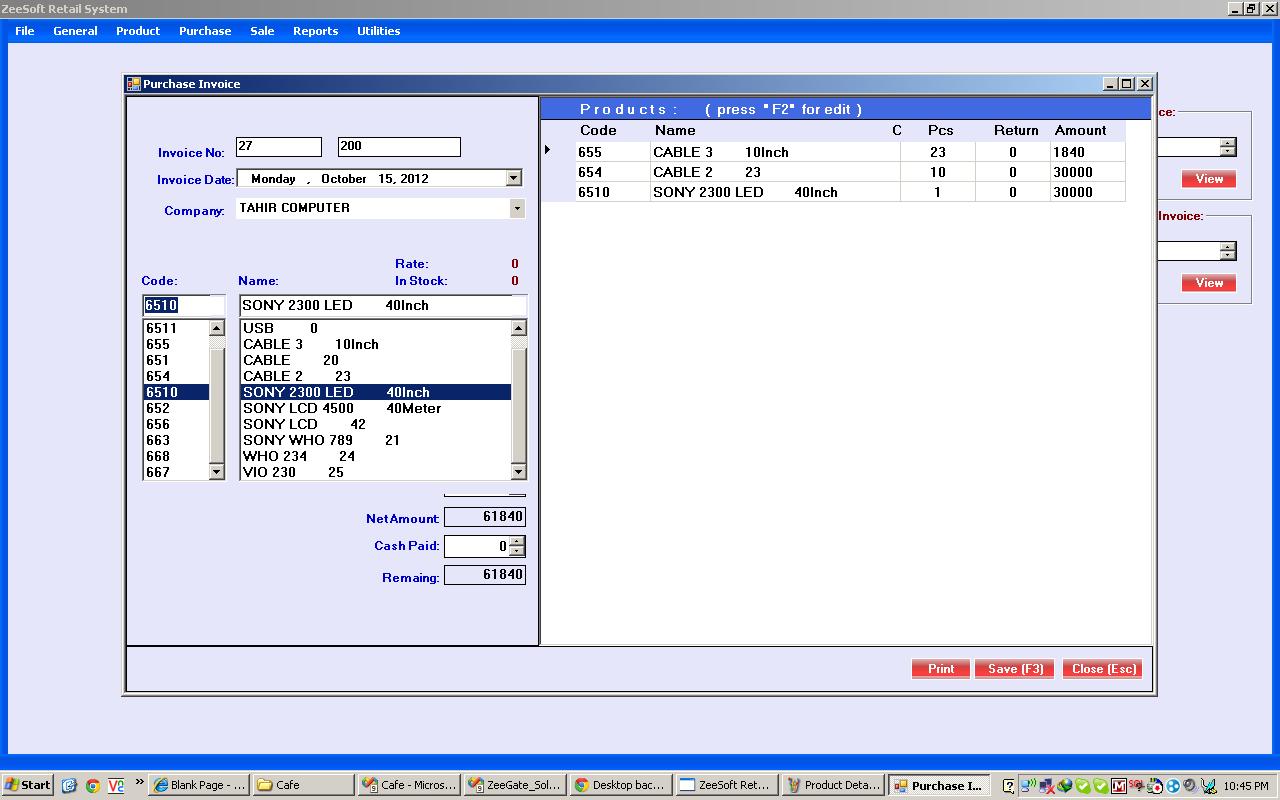 ZeeSoft Retail System
File General Product Purchase Sale Reports Utilities
Purchase Invoice
Products: ( press "F2" for edit )
Code Name C Pcs Return Amount
655 CABLE 3 10Inch 23 0 1840
654 CABLE 2 23 10 0 30000
6510 SONY 2300 LED 40Inch 1 0 30000
Invoice No: 27 200
Invoice Date: Monday , October 15, 2012
Company: TAHIR COMPUTER
Rate: 0
Code: Name: In Stock: 0
6510 SONY 2300 LED 40Inch
6511 USB 0
655 CABLE 3 10Inch
651 CABLE 20
654 CABLE 2 23
6510 SONY 2300 LED 40Inch
652 SONY LCD 4500 40Meter
656 SONY LCD 42
663 SONY WHO 789 21
668 WHO 234 24
667 VIO 230 25
Net Amount: 61840
Cash Paid: 0
Remaing: 61840
Print Save (F3) Close (Esc)
ce:
View
Invoice:
View
Start V2 » Blank Page - ... Cafe Cafe - Micros... ZeeGate_Sol... Desktop bac... ZeeSoft Ret... Product Deta... Purchase I... 10:45 PM